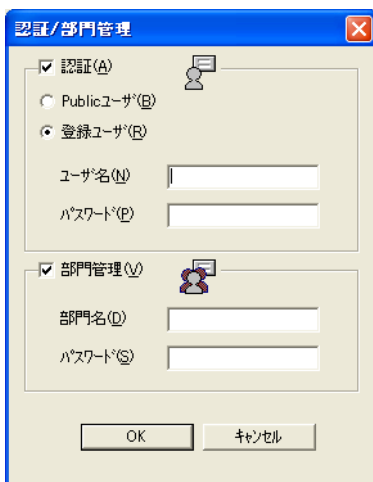 認証/部門管理
認証(A)
Publicユーザ(B)
登録ユーザ(R)
ユーザ名(N)
パスワード(P)
部門管理(V)
部門名(D)
パスワード(S)
OK キャンセル